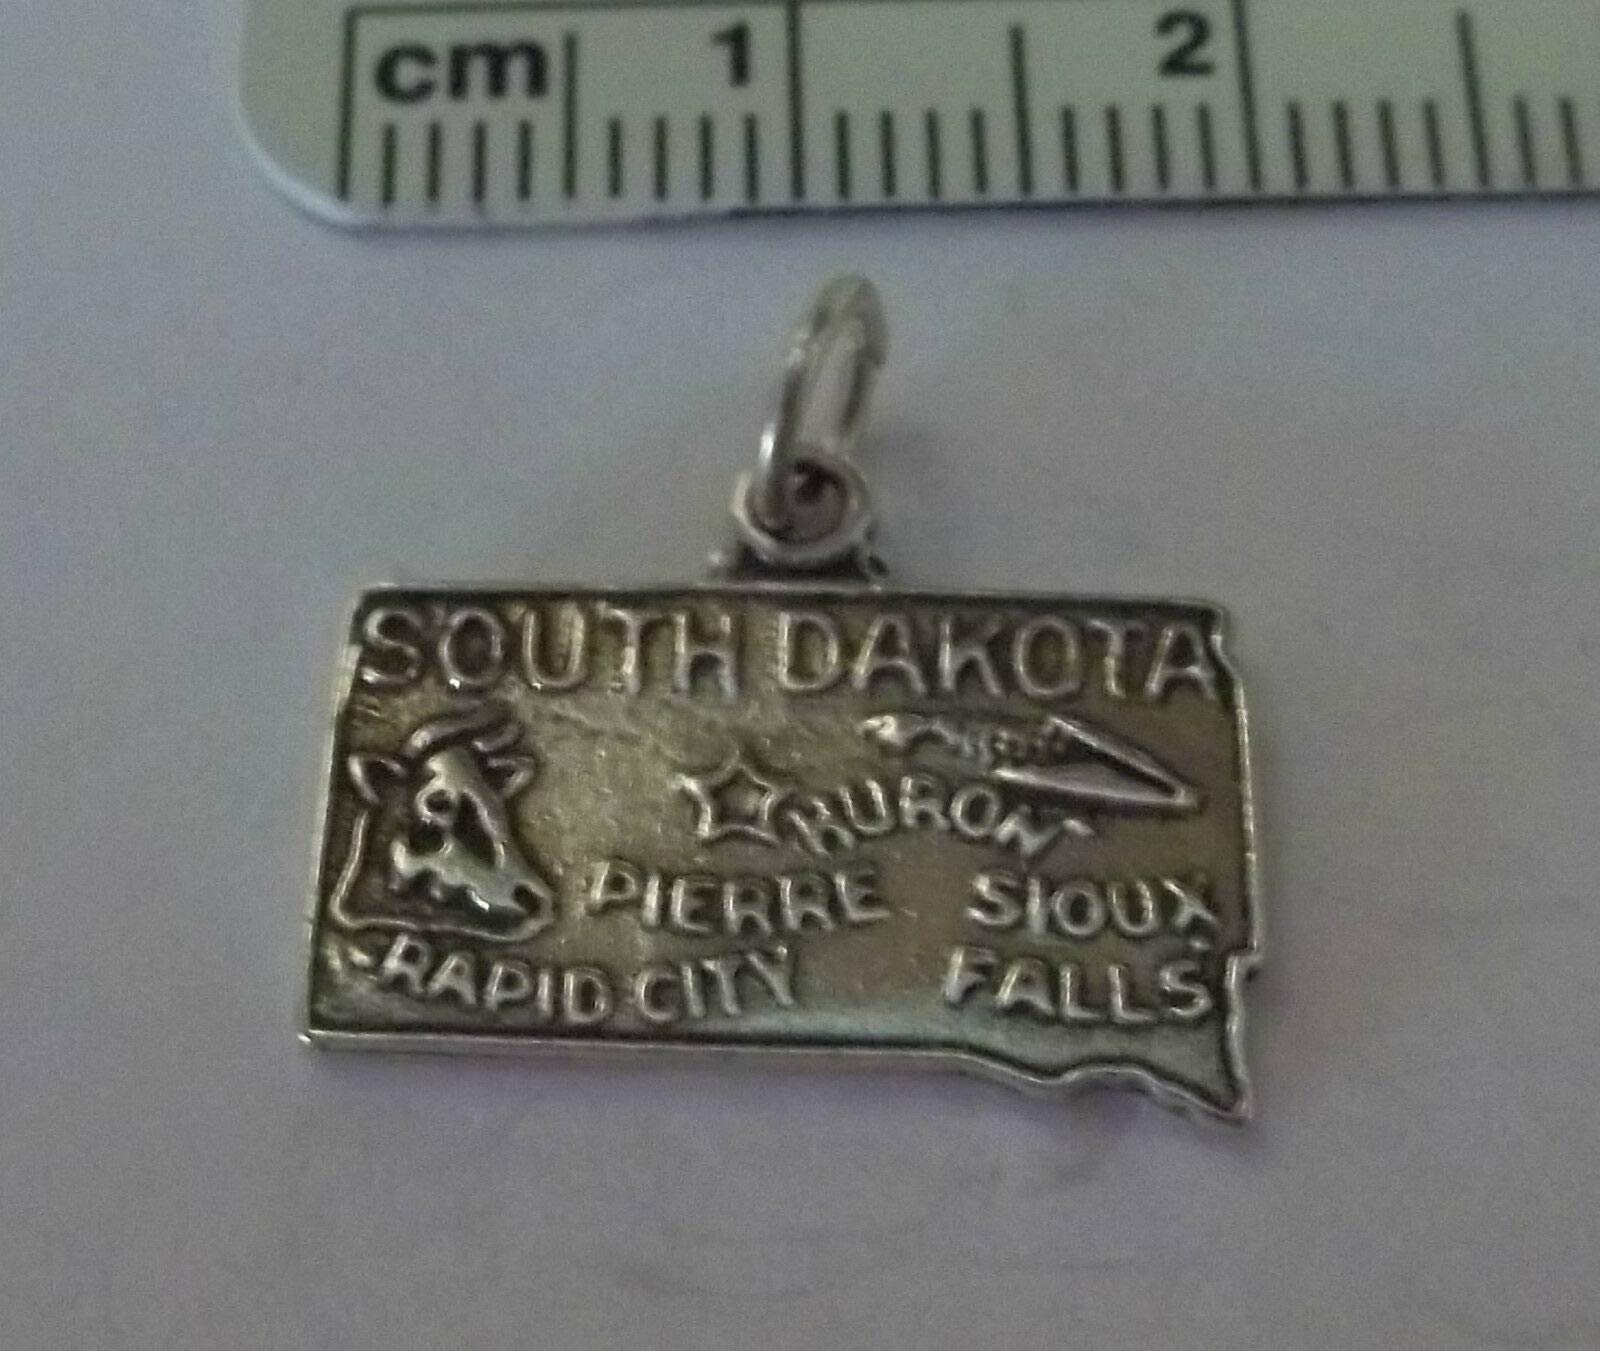 cm 1 2
SOUTH DAKOTA
HURON
PIERRE
SIOUX
FALLS
RAPID CITY